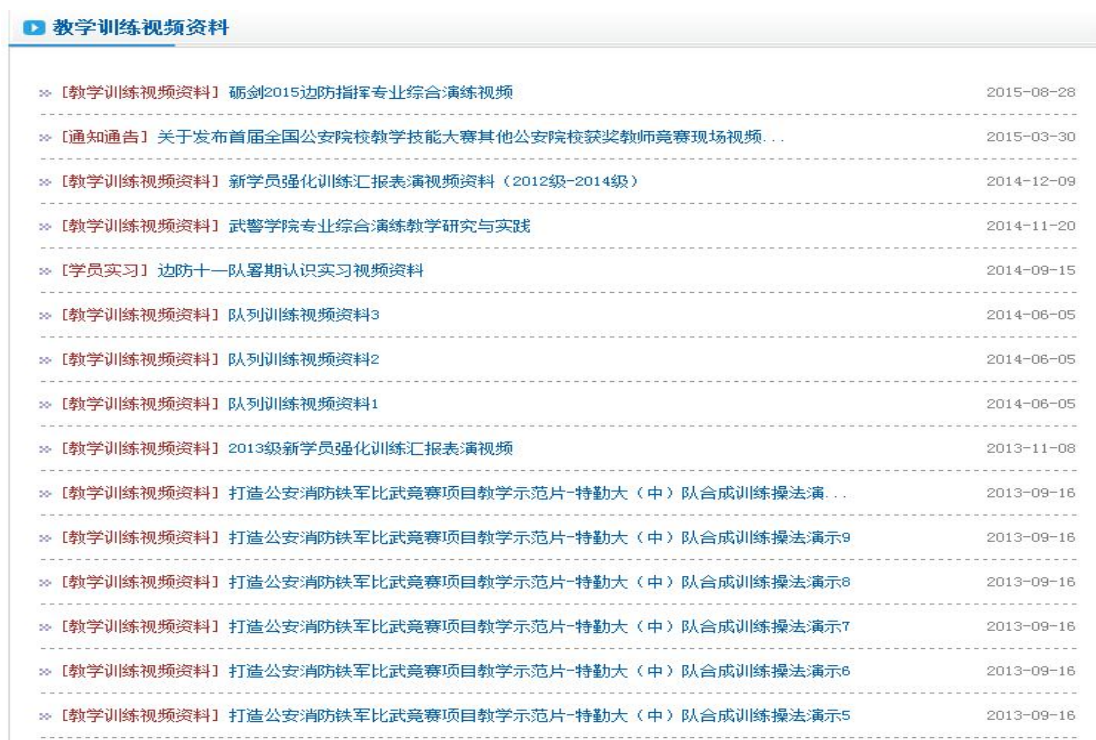 教学训练视频资料
[教学训练视频资料] 砺剑2015边防指挥专业综合演练视频 2015-08-28
[通知通告] 关于发布首届全国公安院校教学技能大赛其他公安院校获奖教师竞赛现场视频... 2015-03-30
[教学训练视频资料] 新学员强化训练汇报表演视频资料（2012级-2014级） 2014-12-09
[教学训练视频资料] 武警学院专业综合演练教学研究与实践 2014-11-20
[学员实习] 边防十一队暑期认识实习视频资料 2014-09-15
[教学训练视频资料] 队列训练视频资料3 2014-06-05
[教学训练视频资料] 队列训练视频资料2 2014-06-05
[教学训练视频资料] 队列训练视频资料1 2014-06-05
[教学训练视频资料] 2013级新学员强化训练汇报表演视频 2013-11-08
[教学训练视频资料] 打造公安消防铁军比武竞赛项目教学示范片-特勤大（中）队合成训练操法演... 2013-09-16
[教学训练视频资料] 打造公安消防铁军比武竞赛项目教学示范片-特勤大（中）队合成训练操法演示9 2013-09-16
[教学训练视频资料] 打造公安消防铁军比武竞赛项目教学示范片-特勤大（中）队合成训练操法演示8 2013-09-16
[教学训练视频资料] 打造公安消防铁军比武竞赛项目教学示范片-特勤大（中）队合成训练操法演示7 2013-09-16
[教学训练视频资料] 打造公安消防铁军比武竞赛项目教学示范片-特勤大（中）队合成训练操法演示6 2013-09-16
[教学训练视频资料] 打造公安消防铁军比武竞赛项目教学示范片-特勤大（中）队合成训练操法演示5 2013-09-16